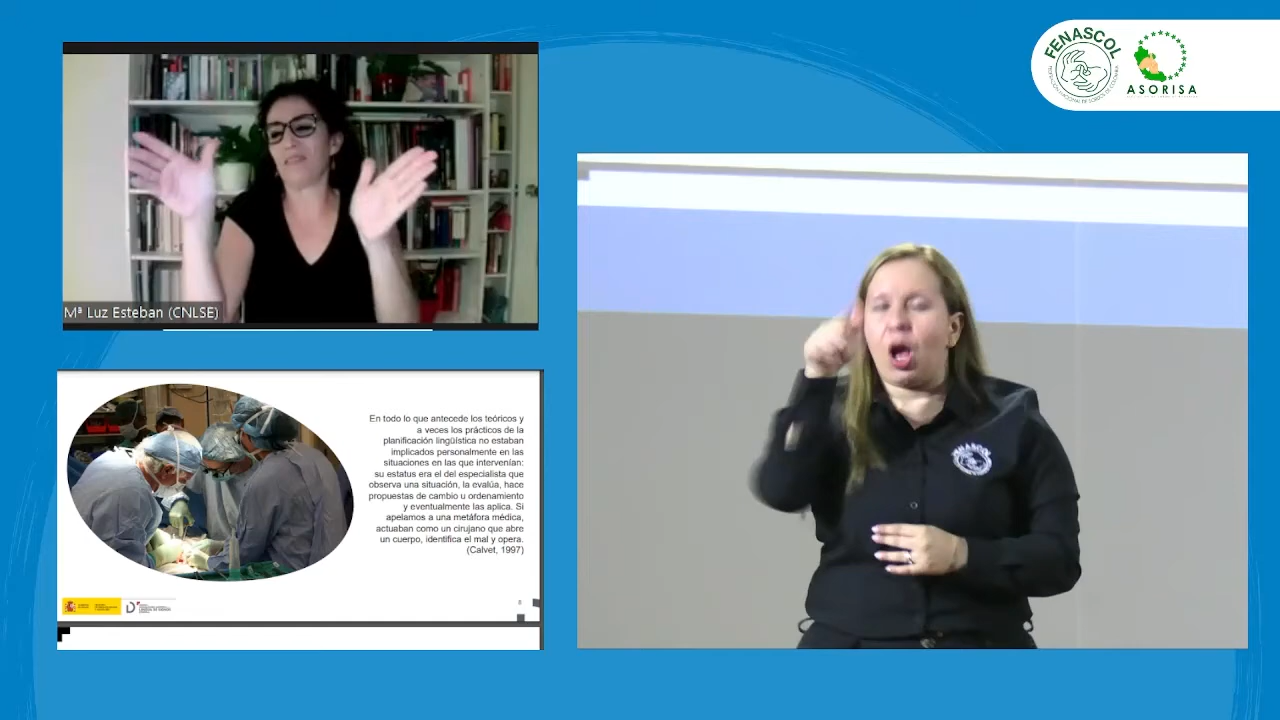 FENASCOL
ASORISA
Mª Luz Esteban (CNLSE)
En todo lo que antecede los teóricos y
a veces los prácticos de la
planificación lingüística no estaban
implicados personalmente en las
situaciones en las que intervenían:
su estatus era el del especialista que
observa una situación, la evalúa, hace
propuestas de cambio u ordenamiento
y eventualmente las aplica. Si
apelamos a una metáfora médica,
actuaban como un cirujano que abre
un cuerpo, identifica el mal y opera.
(Calvet, 1997)
FENASCOL